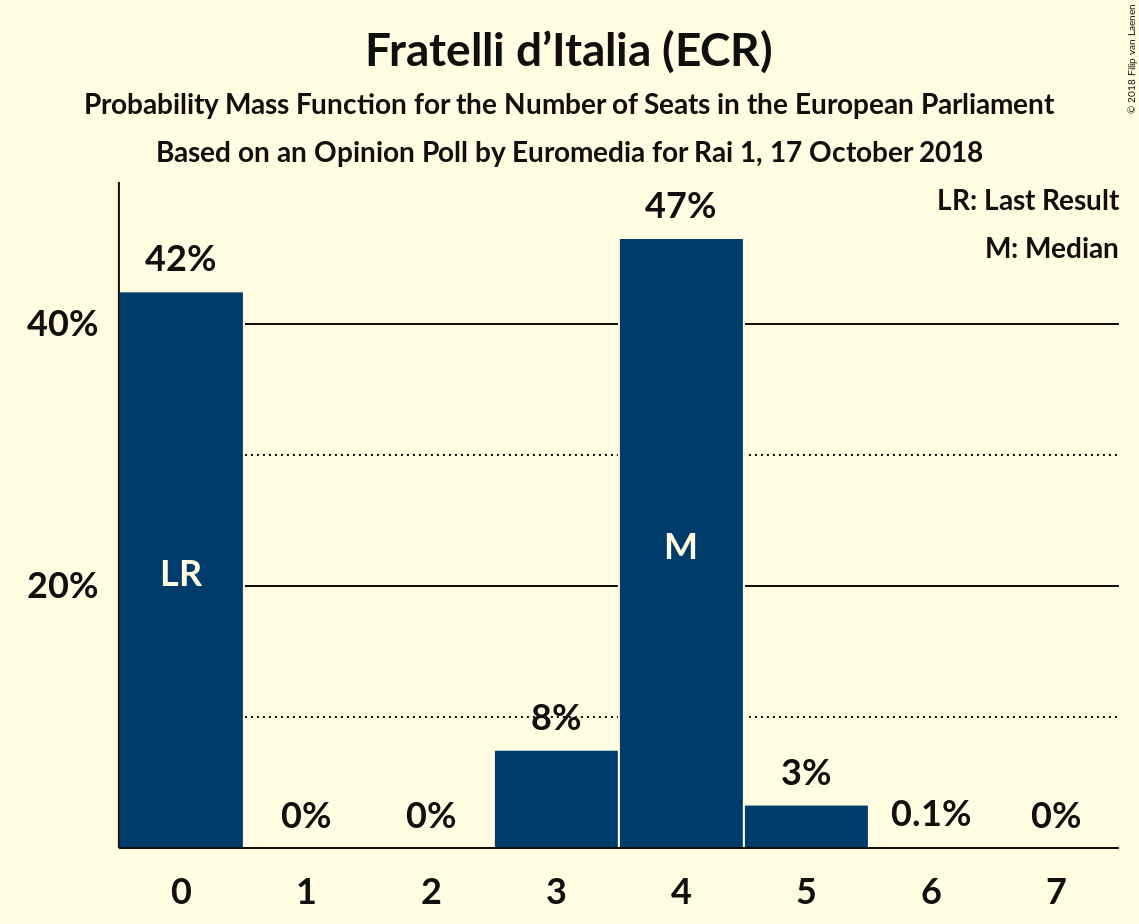 Fratelli d’Italia (ECR)
Probability Mass Function for the Number of Seats in the European Parliament
Based on an Opinion Poll by Euromedia for Rai 1, 17 October 2018
© 2018 Filip van Laenen
LR: Last Result
M: Median
47%
42%
40%
M
LR
20%
8%
3%
0% 0% 0.1% 0%
0 1 2 3 4 5 6 7